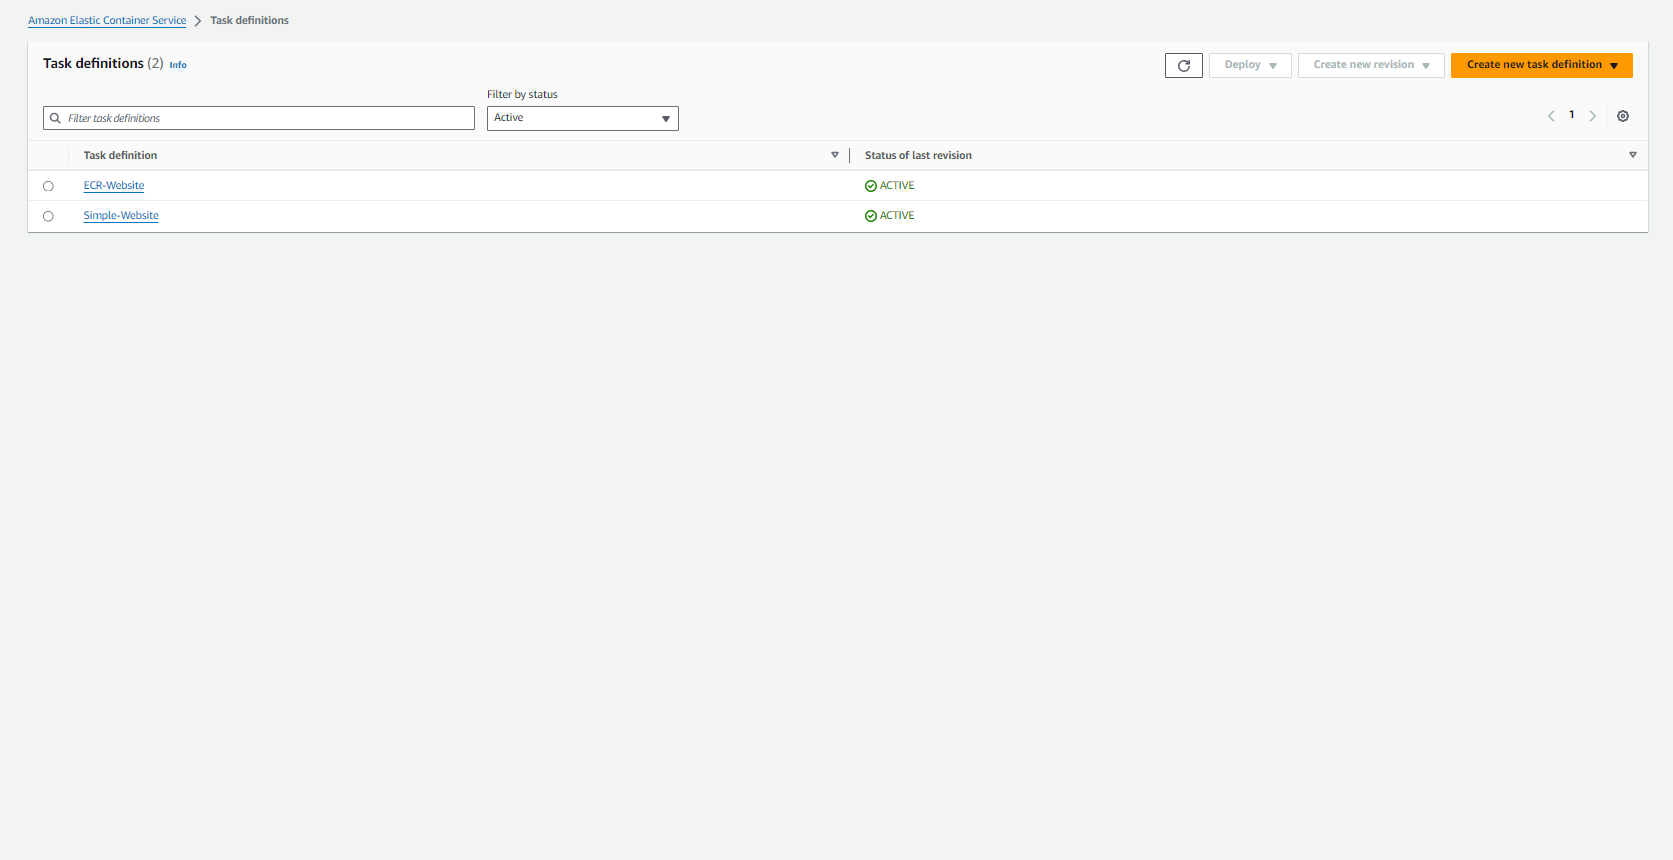 Amazon Elastic Container Service > Task definitions
Task definitions (2) Info
Deploy
Create new revision
Create new task definition
Filter by status
Filter task definitions
Active
1
Task definition
Status of last revision
ECR-Website
ACTIVE
Simple-Website
ACTIVE